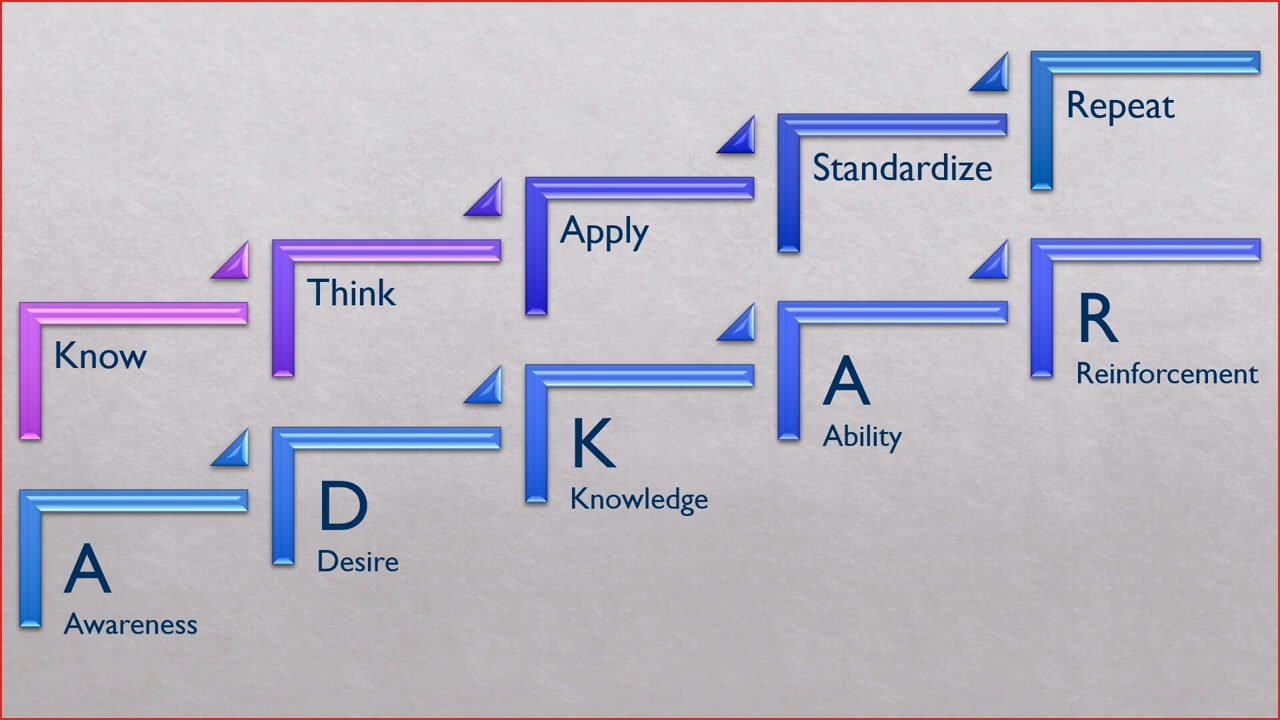 Know
Think
Apply
Standardize
Repeat
A
Awareness
D
Desire
K
Knowledge
A
Ability
R
Reinforcement